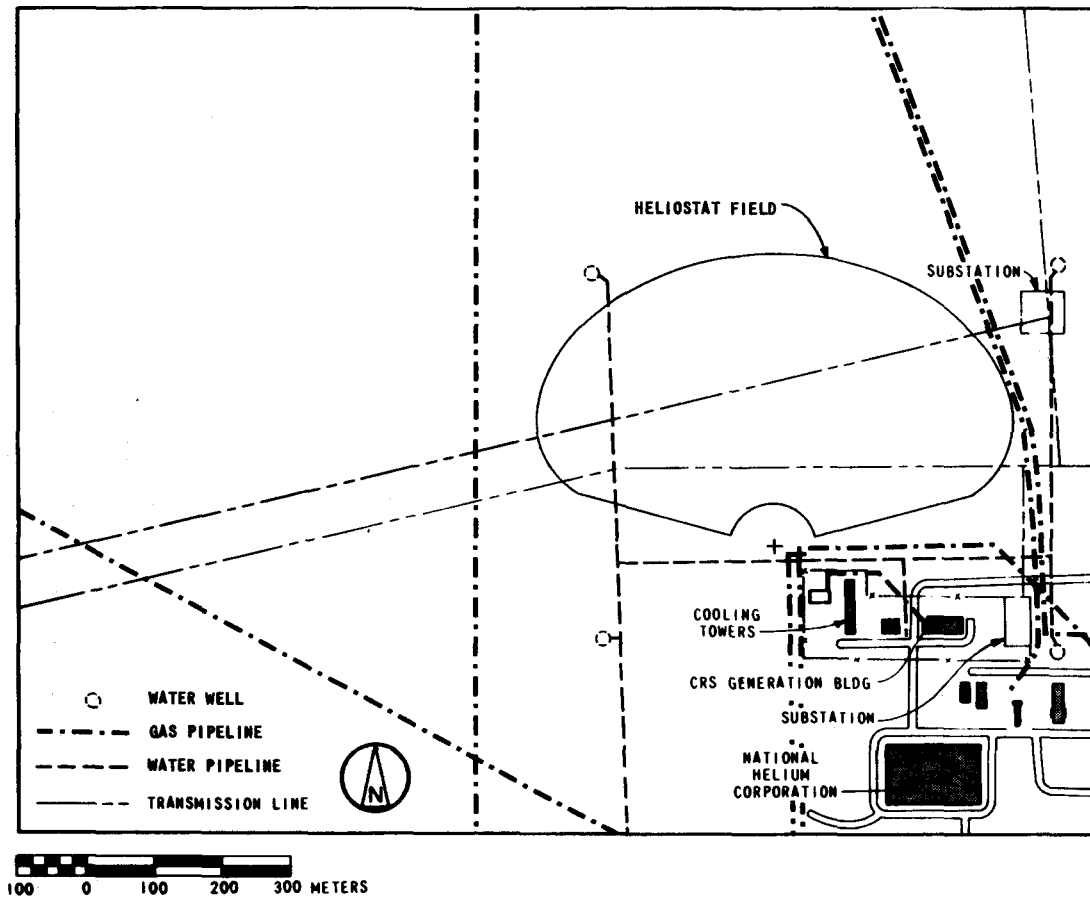 HELIOSTAT FIELD
SUBSTATION
COOLING
TOWERS
CRS GENERATION BLDG
SUBSTATION
NATIONAL
HELIUM
CORPORATION
WATER WELL
GAS PIPELINE
WATER PIPELINE
TRANSMISSION LINE
N
100 0 100 200 300 METERS